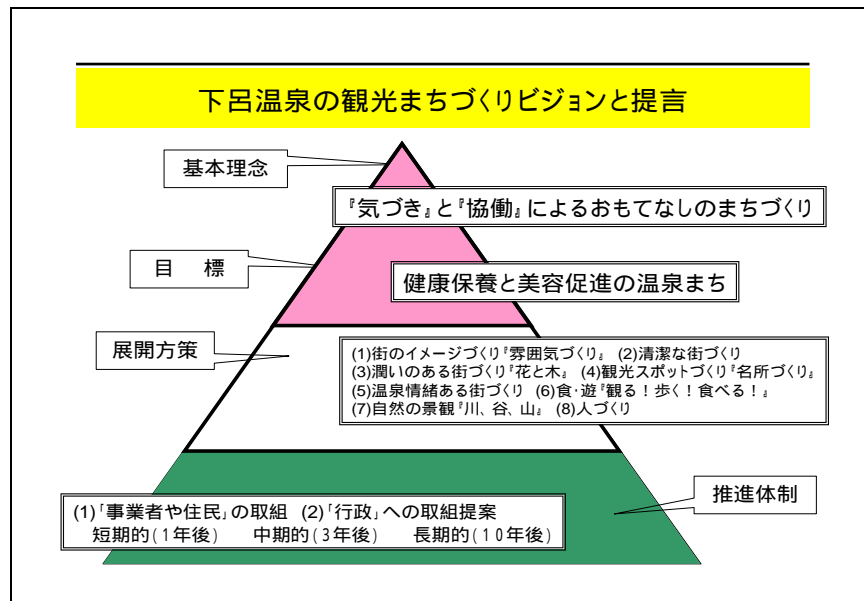 下呂温泉の観光まちづくりビジョンと提言
基本理念
『気づき』と『協働』によるおもてなしのまちづくり
目　標
健康保養と美容促進の温泉まち
展開方策
(1)街のイメージづくり『雰囲気づくり』 (2)清潔な街づくり
(3)潤いのある街づくり『花と木』 (4)観光スポットづくり『名所づくり』
(5)温泉情緒ある街づくり (6)食・遊『観る！歩く！食べる！』
(7)自然の景観『川、谷、山』 (8)人づくり
推進体制
(1)「事業者や住民」の取組 (2)「行政」への取組提案
短期的(1年後)　中期的(3年後)　長期的(10年後)